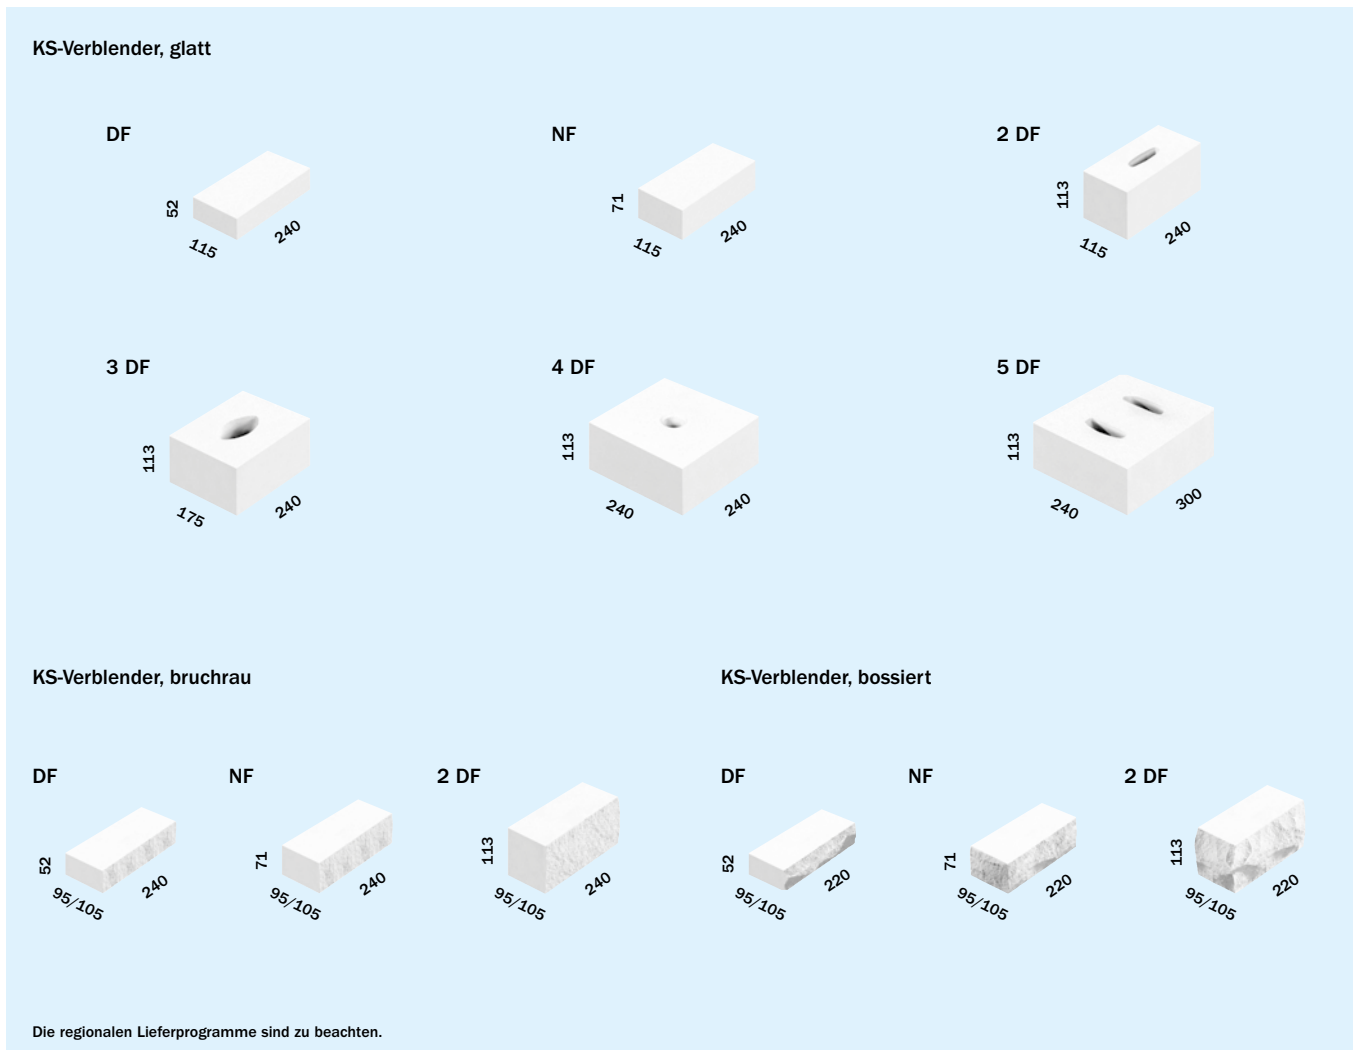 KS-Verblender, glatt
DF
52
115
240
NF
71
115
240
2 DF
113
115
240
3 DF
113
175
240
4 DF
113
240
240
5 DF
113
240
300
KS-Verblender, bruchrau
DF
52
95/105
240
NF
71
95/105
240
2 DF
113
95/105
240
KS-Verblender, bossiert
DF
52
95/105
220
NF
71
95/105
220
2 DF
113
95/105
220
Die regionalen Lieferprogramme sind zu beachten.